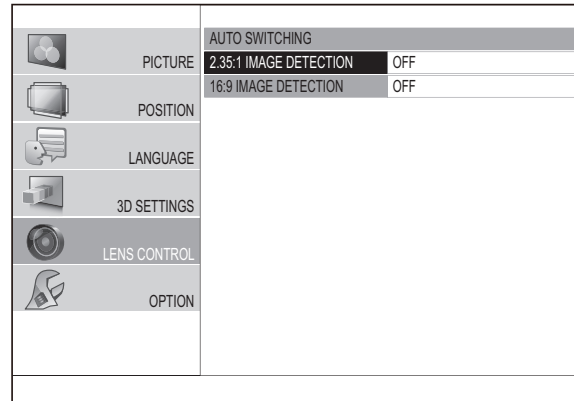 PICTURE
POSITION
LANGUAGE
3D SETTINGS
LENS CONTROL
OPTION
AUTO SWITCHING
2.35:1 IMAGE DETECTION OFF
16:9 IMAGE DETECTION OFF